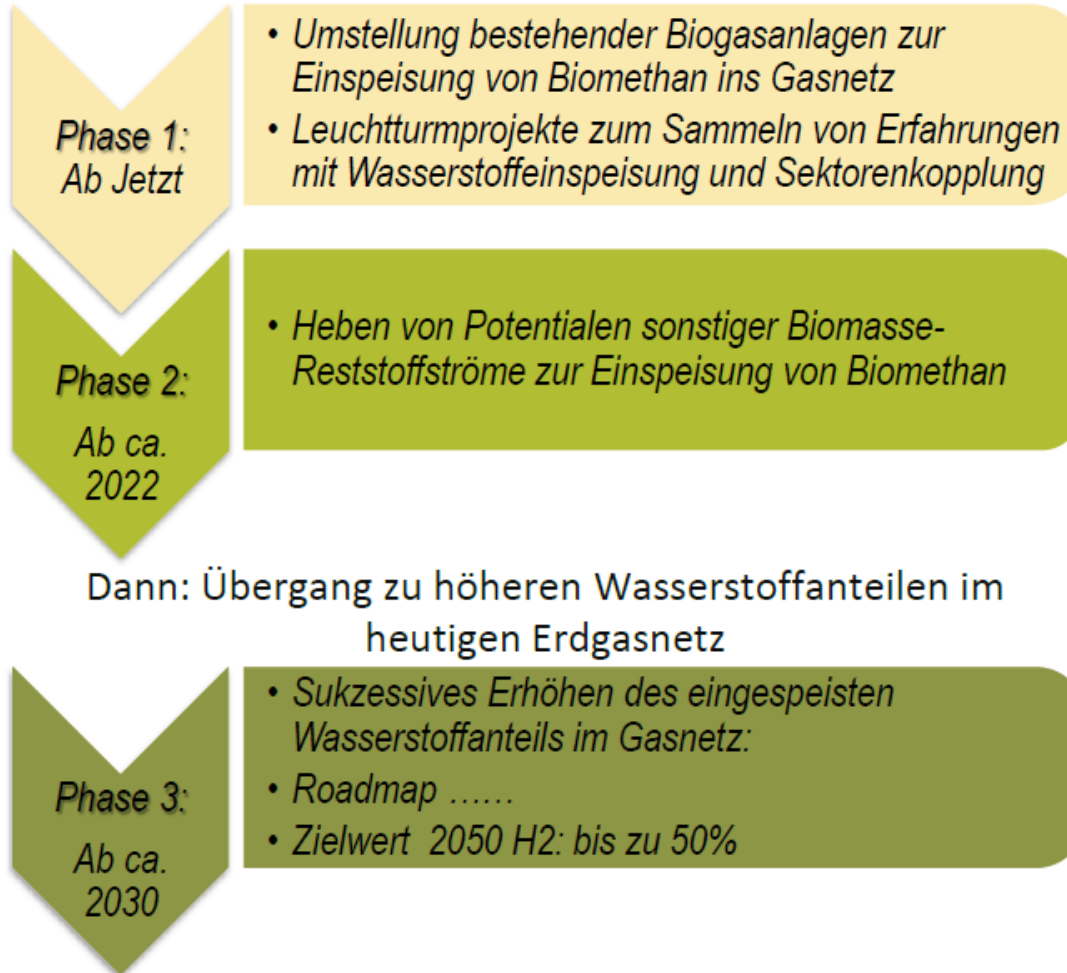 Phase 1:
Ab Jetzt
• Umstellung bestehender Biogasanlagen zur
Einspeisung von Biomethan ins Gasnetz
• Leuchtturmprojekte zum Sammeln von Erfahrungen
mit Wasserstoffeinspeisung und Sektorenkopplung
Phase 2:
Ab ca.
2022
• Heben von Potentialen sonstiger Biomasse-
Reststoffströme zur Einspeisung von Biomethan
Dann: Übergang zu höheren Wasserstoffanteilen im
heutigen Erdgasnetz
Phase 3:
Ab ca.
2030
• Sukzessives Erhöhen des eingespeisten
Wasserstoffanteils im Gasnetz:
• Roadmap ......
• Zielwert 2050 H2: bis zu 50%